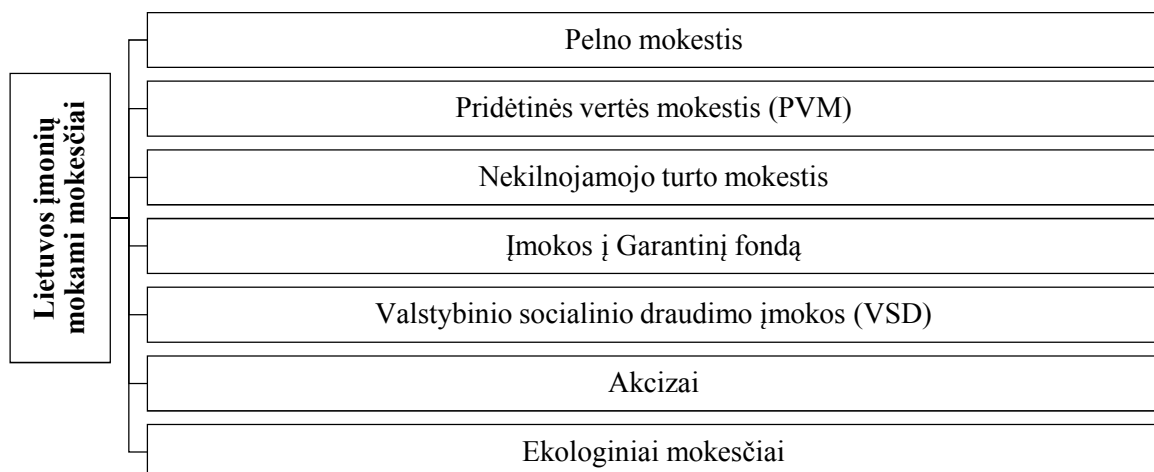 Lietuvos įmonių
mokami mokesčiai
Pelno mokestis
Pridėtinės vertės mokestis (PVM)
Nekilnojamojo turto mokestis
Įmokos į Garantinį fondą
Valstybinio socialinio draudimo įmokos (VSD)
Akcizai
Ekologiniai mokesčiai